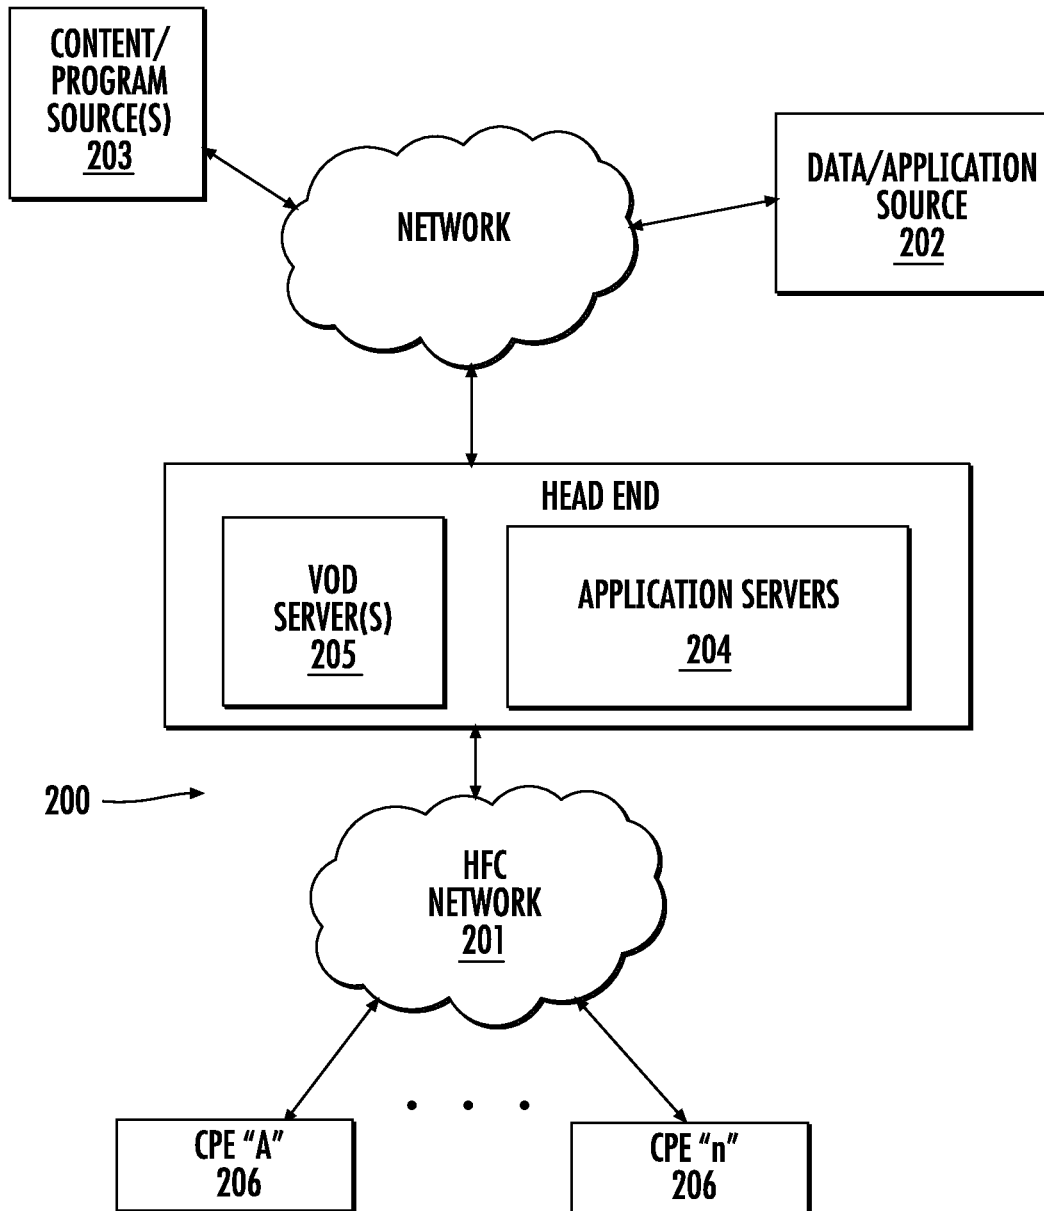 CONTENT/
PROGRAM
SOURCE(S)
203
DATA/APPLICATION
SOURCE
202
NETWORK
HEAD END
VOD
SERVER(S)
205
APPLICATION SERVERS
204
200
HFC
NETWORK
201
CPE “A”
206
CPE “n”
206